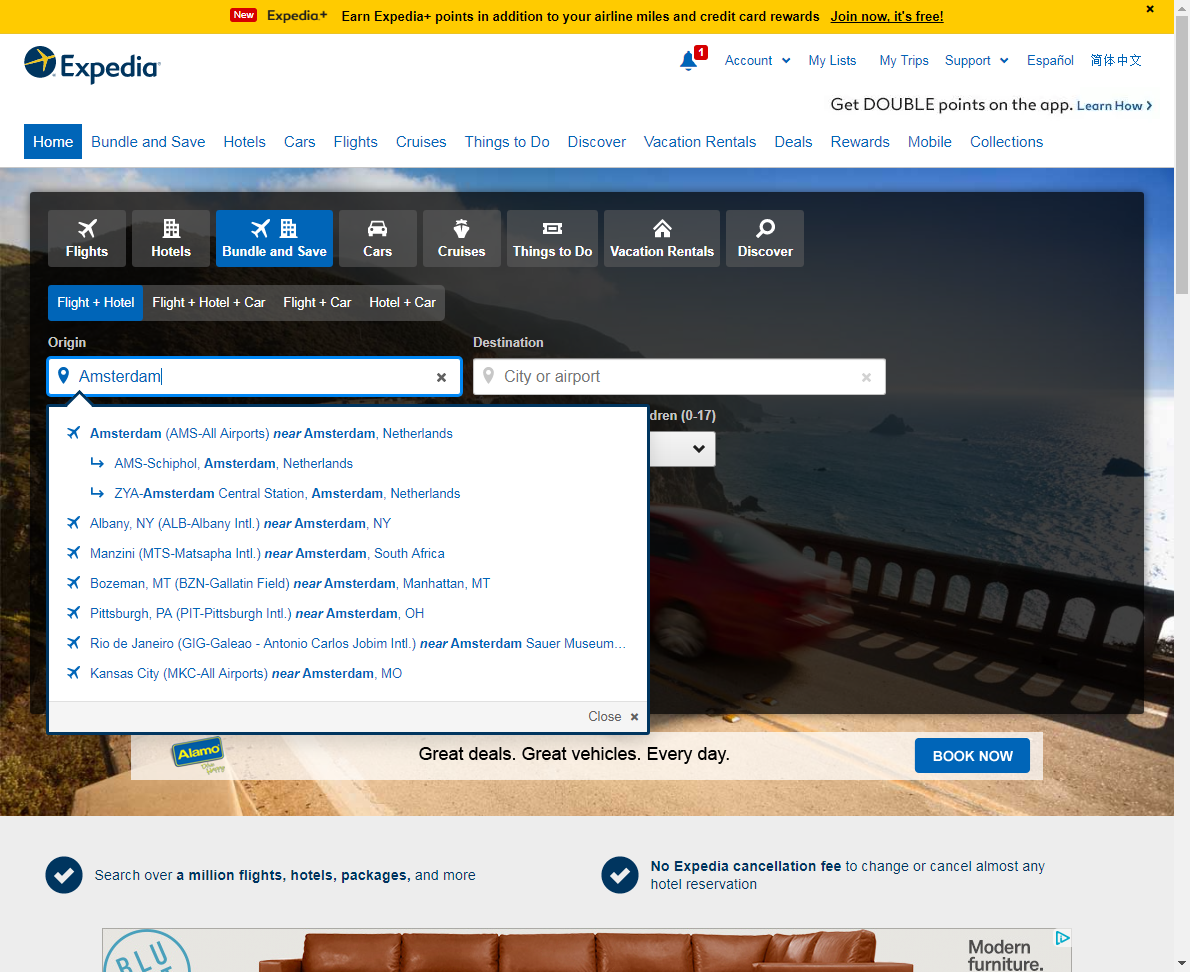 New Expedia+ Earn Expedia+ points in addition to your airline miles and credit card rewards Join now, it's free!
Expedia
1
Account My Lists My Trips Support Español 简体中文
Get DOUBLE points on the app. Learn How
Home Bundle and Save Hotels Cars Flights Cruises Things to Do Discover Vacation Rentals Deals Rewards Mobile Collections
Flights Hotels Bundle and Save Cars Cruises Things to Do Vacation Rentals Discover
Flight + Hotel Flight + Hotel + Car Flight + Car Hotel + Car
Origin Destination
Amsterdam City or airport
dren (0-17)
Amsterdam (AMS-All Airports) near Amsterdam, Netherlands
AMS-Schiphol, Amsterdam, Netherlands
ZYA-Amsterdam Central Station, Amsterdam, Netherlands
Albany, NY (ALB-Albany Intl.) near Amsterdam, NY
Manzini (MTS-Matsapha Intl.) near Amsterdam, South Africa
Bozeman, MT (BZN-Gallatin Field) near Amsterdam, Manhattan, MT
Pittsburgh, PA (PIT-Pittsburgh Intl.) near Amsterdam, OH
Rio de Janeiro (GIG-Galeao - Antonio Carlos Jobim Intl.) near Amsterdam Sauer Museum…
Kansas City (MKC-All Airports) near Amsterdam, MO
Close
Alamo
Great deals. Great vehicles. Every day.
BOOK NOW
Search over a million flights, hotels, packages, and more
No Expedia cancellation fee to change or cancel almost any
hotel reservation
BLU
Modern
furniture.